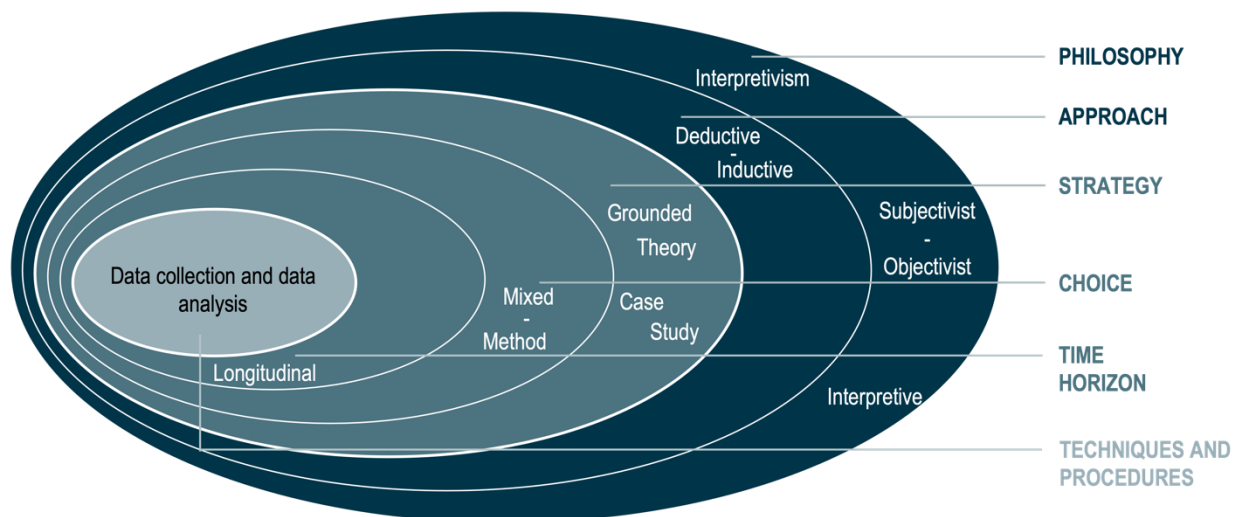 Interpretivism
PHILOSOPHY
Deductive
-
Inductive
APPROACH
Grounded
Theory
STRATEGY
Subjectivist
-
Objectivist
Data collection and data
analysis
Mixed
-
Method
Case
Study
CHOICE
Longitudinal
TIME
HORIZON
Interpretive
TECHNIQUES AND
PROCEDURES